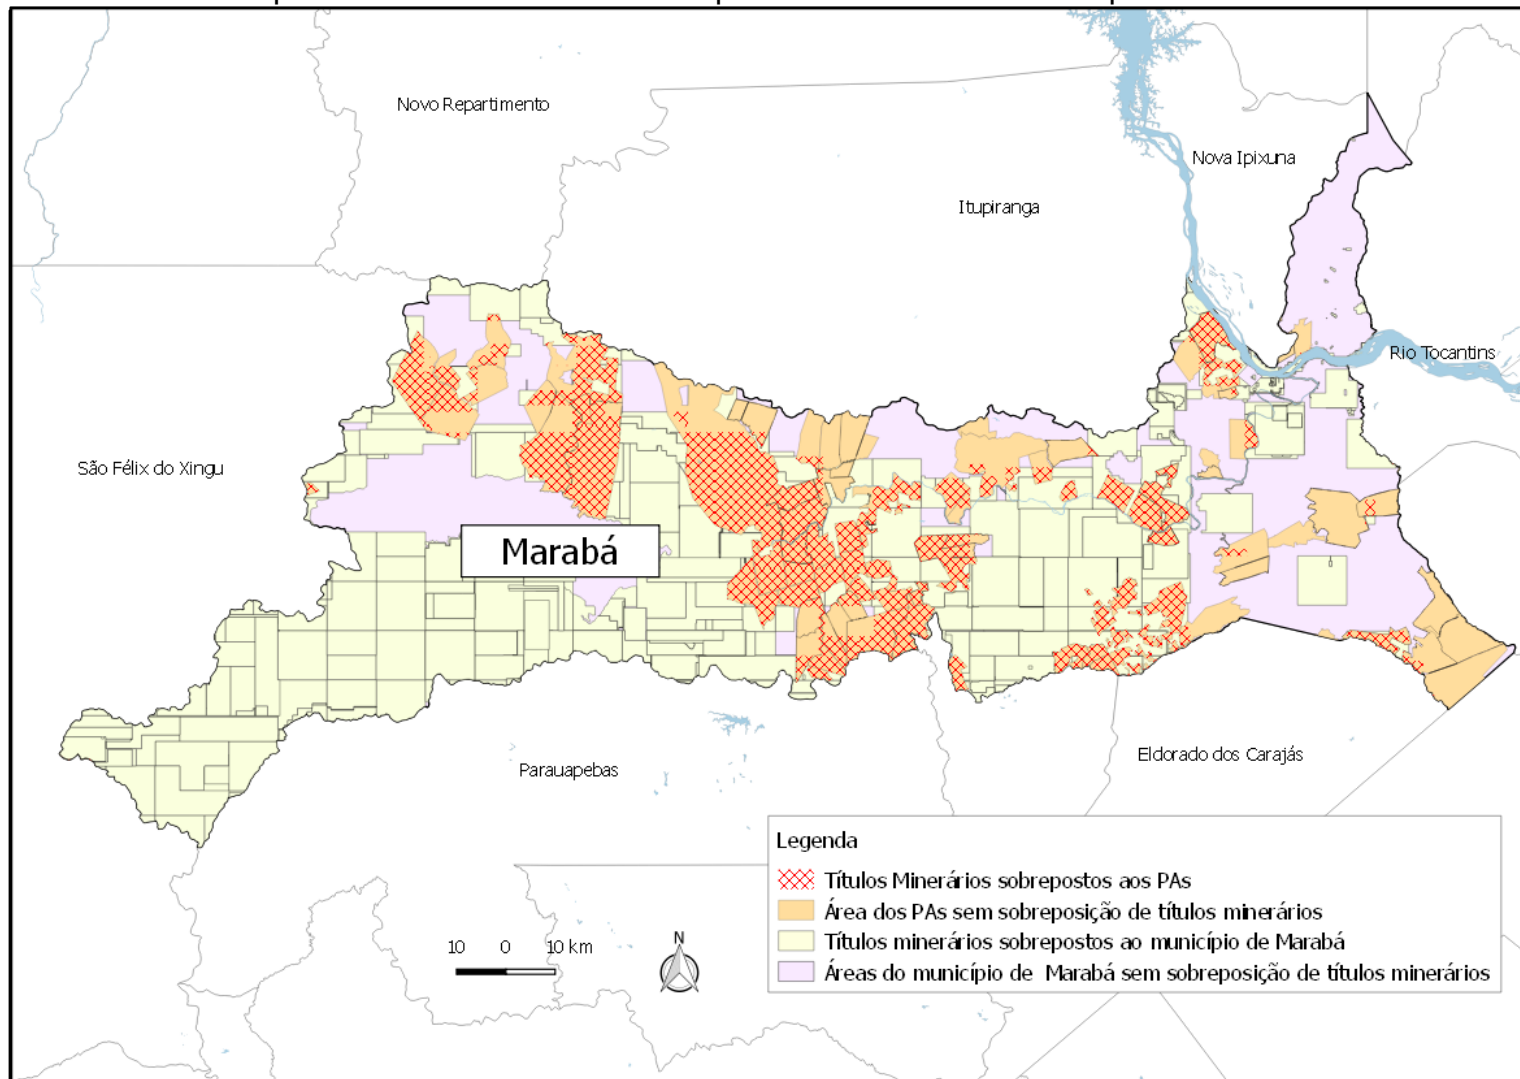 Novo Repartimento
Nova Ipixuna
Itupiranga
Rio Tocantins
São Félix do Xingu
Marabá
Eldorado dos Carajás
Parauapebas
Legenda
Títulos Minerários sobrepostos aos PAs
Área dos PAs sem sobreposição de títulos minerários
Títulos minerários sobrepostos ao município de Marabá
Áreas do município de Marabá sem sobreposição de títulos minerários
10 0 10 km
N